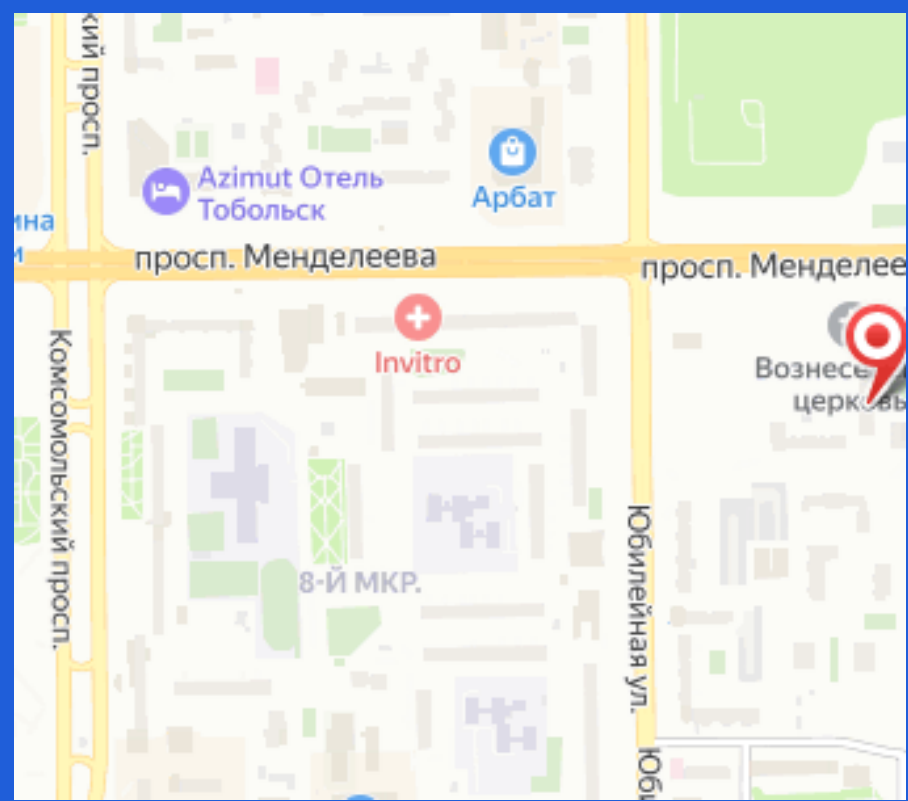 кий просп.
Azimut Отель
Тобольск
Арбат
ина
и
просп. Менделеева
просп. Менделее
Invitro
Вознесе
церковь
Комсомольский просп.
Юбилейная ул.
8-Й МКР.
Юби